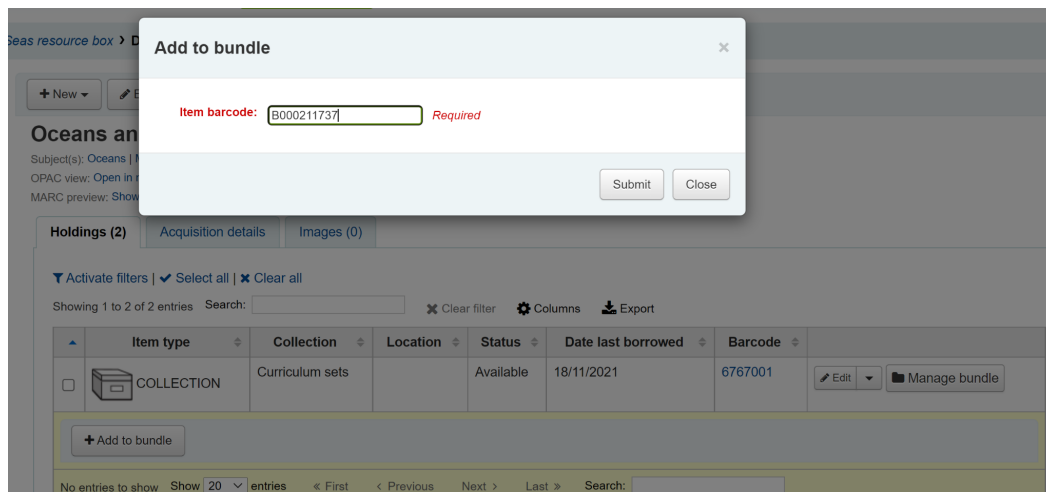 Seas resource box ❯ D
Add to bundle ×
+ New
E
Item barcode: B000211737 Required
Oceans an
Subject(s): Oceans |
OPAC view: Open in
MARC preview: Show
Submit Close
Holdings (2) Acquisition details Images (0)
Activate filters | Select all | Clear all
Showing 1 to 2 of 2 entries Search: Clear filter Columns Export
Item type Collection Location Status Date last borrowed Barcode
COLLECTION Curriculum sets Available 18/11/2021 6767001 Edit Manage bundle
+ Add to bundle
No entries to show Show 20 entries « First < Previous Next > Last » Search: